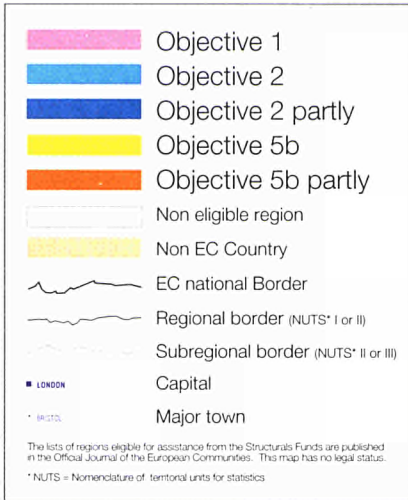 Objective 1
Objective 2
Objective 2 partly
Objective 5b
Objective 5b partly
Non eligible region
Non EC Country
EC national Border
Regional border (NUTS* I or II)
Subregional border (NUTS* II or III)
LONDON Capital
* BRISTOL Major town
The lists of regions eligible for assistance from the Structurals Funds are published
in the Official Journal of the European Communities. This map has no legal status.
* NUTS = Nomenclature of territorial units for statistics